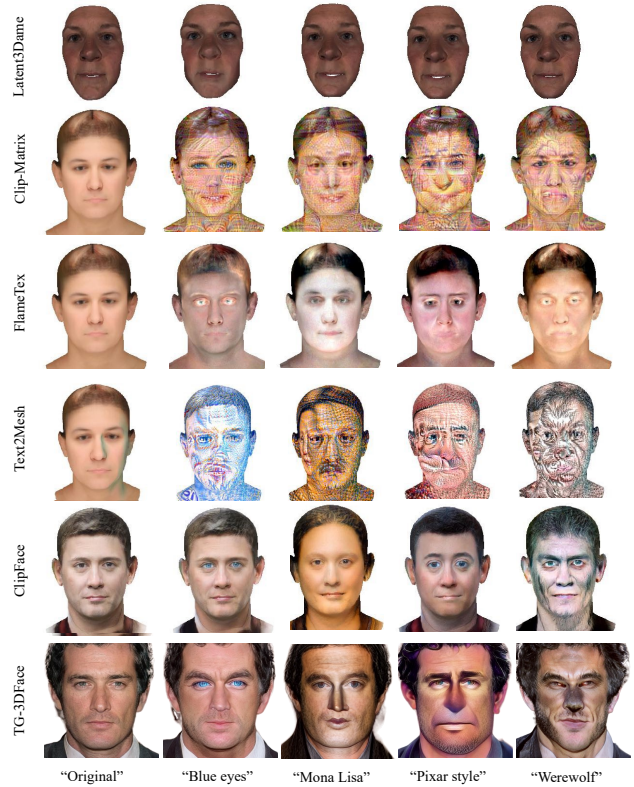 Latent3Dame
Clip-Matrix
FlameTex
Text2Mesh
ClipFace
TG-3DFace
“Original” “Blue eyes” “Mona Lisa” “Pixar style” “Werewolf”